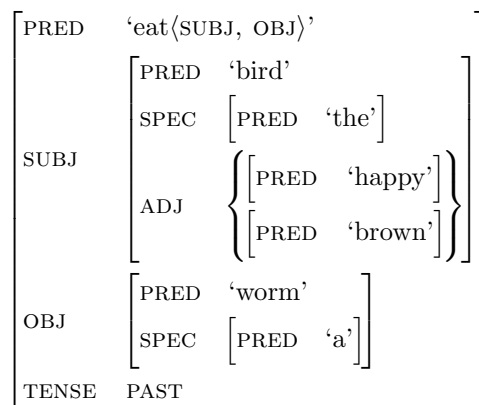 PRED ‘eat⟨SUBJ, OBJ⟩’
SUBJ
PRED ‘bird’
SPEC [PRED ‘the’]
ADJ
{[PRED ‘happy’]
[PRED ‘brown’]}
OBJ
PRED ‘worm’
SPEC [PRED ‘a’]
TENSE PAST